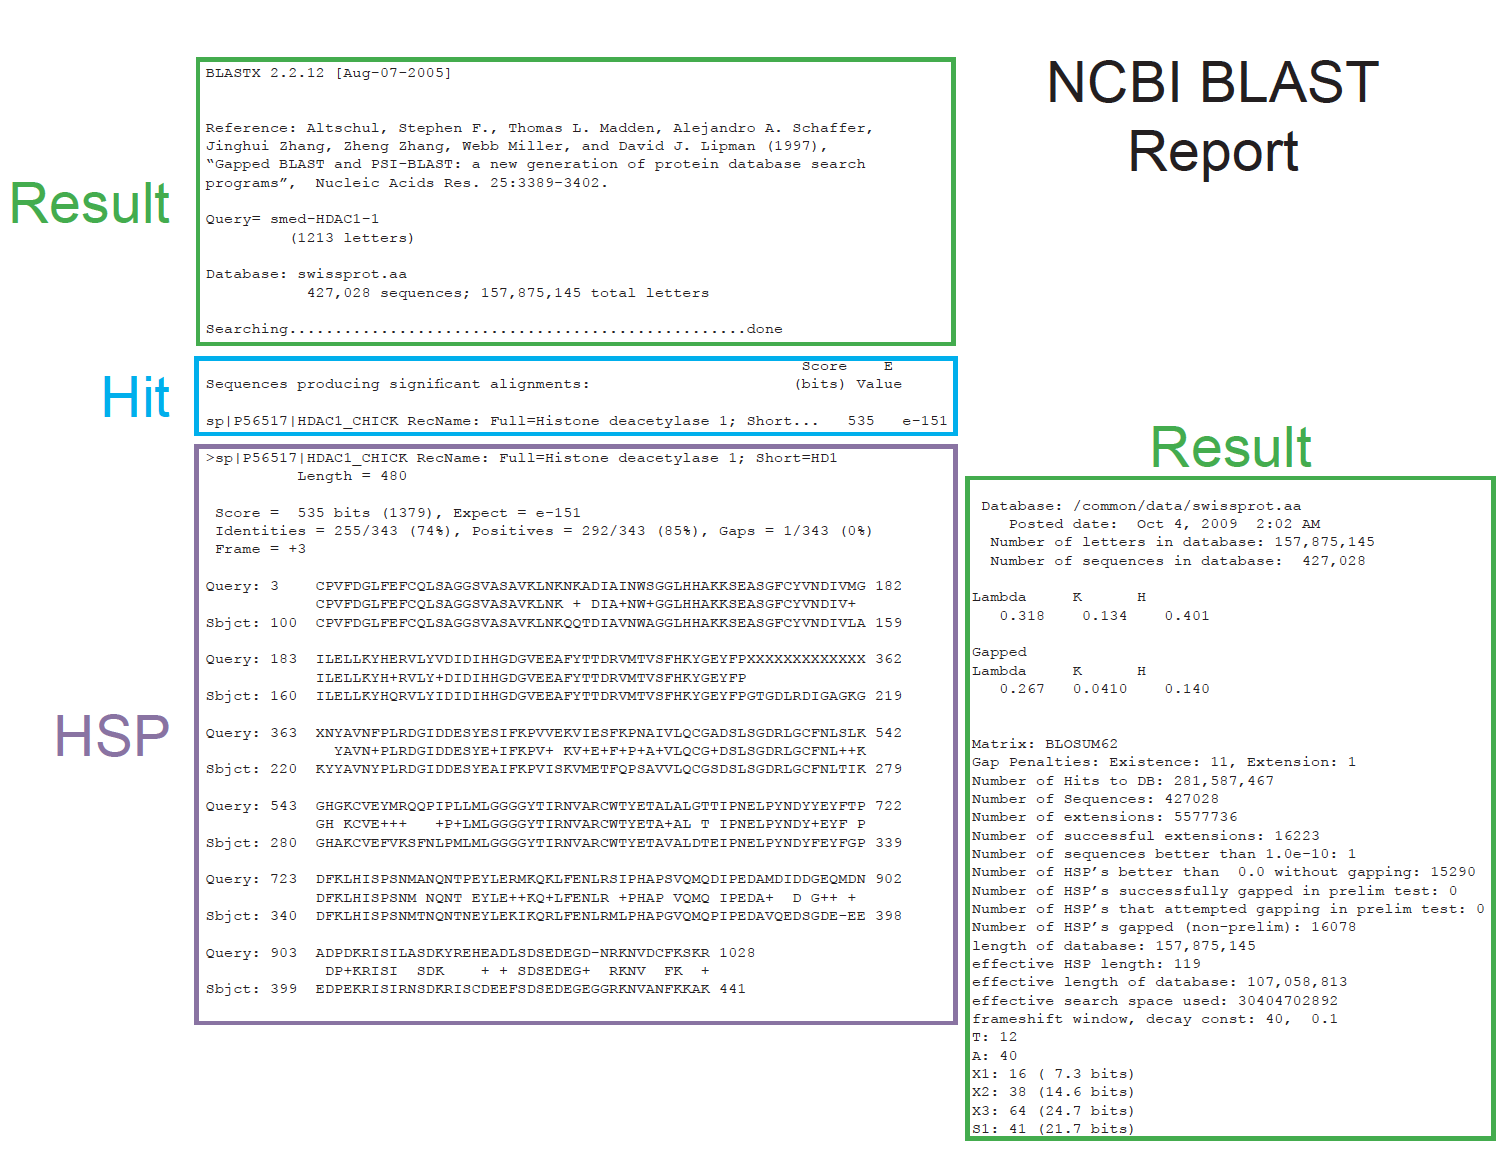 NCBI BLAST
Report
Result
BLASTX 2.2.12 [Aug-07-2005]
Reference: Altschul, Stephen F., Thomas L. Madden, Alejandro A. Schaffer,
Jinghui Zhang, Zheng Zhang, Webb Miller, and David J. Lipman (1997),
“Gapped BLAST and PSI-BLAST: a new generation of protein database search
programs”,  Nucleic Acids Res. 25:3389-3402.
Query= smed-HDAC1-1
(1213 letters)
Database: swissprot.aa
427,028 sequences; 157,875,145 total letters
Searching..................................................done
Hit
Score    E
Sequences producing significant alignments:                      (bits) Value
sp|P56517|HDAC1_CHICK RecName: Full=Histone deacetylase 1; Short...   535   e-151
HSP
>sp|P56517|HDAC1_CHICK RecName: Full=Histone deacetylase 1; Short=HD1
Length = 480
Score =  535 bits (1379), Expect = e-151
Identities = 255/343 (74%), Positives = 292/343 (85%), Gaps = 1/343 (0%)
Frame = +3
Query: 3    CPVFDGLFEFCQLSAGGSVASAVKLNKNKADIAINWSGGLHHAKKSEASGFCYVNDIVMG 182
CPVFDGLFEFCQLSAGGSVASAVKLNK + DIA+NW+GGLHHAKKSEASGFCYVNDIV+
Sbjct: 100  CPVFDGLFEFCQLSAGGSVASAVKLNKQQTDIAVNWAGGLHHAKKSEASGFCYVNDIVLA 159
Query: 183  ILELLKYHERVLYVDIDIHHGDGVEEAFYTTDRVMTVSFHKYGEYFPXXXXXXXXXXXXX 362
ILELLKYH+RVLY+DIDIHHGDGVEEAFYTTDRVMTVSFHKYGEYFP
Sbjct: 160  ILELLKYHQRVLYIDIDIHHGDGVEEAFYTTDRVMTVSFHKYGEYFPGTGDLRDIGAGKG 219
Query: 363  XNYAVNFPLRDGIDDESYESIFKPVVEKVIESFKPNAIVLQCGADSLSGDRLGCFNLSLK 542
YAVN+PLRDGIDDESYE+IFKPV+ KV+E+F+P+A+VLQCG+DSLSGDRLGCFNL++K
Sbjct: 220  KYYAVNYPLRDGIDDESYEAIFKPVISKVMETFQPSAVVLQCGSDSLSGDRLGCFNLTIK 279
Query: 543  GHGKCVEYMRQQPIPLLMLGGGGYTIRNVARCWTYETALALGTTIPNELPYNDYYEYFTP 722
GH KCVE+++   +P+LMLGGGGYTIRNVARCWTYETA+AL T IPNELPYNDY+EYF P
Sbjct: 280  GHAKCVEFVKSFNLPMLMLGGGGYTIRNVARCWTYETAVALDTEIPNELPYNDYFEYFGP 339
Query: 723  DFKLHISPSNMANQNTPEYLERMKQKLFENLRSIPHAPSVQMQDIPEDAMDIDDGEQMDN 902
DFKLHISPSNM NQNT EYLE++KQ+LFENLR +PHAP VQMQ IPEDA+  D G++ +
Sbjct: 340  DFKLHISPSNMTNQNTNEYLEKIKQRLFENLRMLPHAPGVQMQPIPEDAVQEDSGDE-EE 398
Query: 903  ADPDKRISILASDKYREHEADLSDSEDEGD-NRKNVDCFKSKR 1028
DP+KRISI  SDK    + + SDSEDEG+  RKNV  FK  +
Sbjct: 399  EDPEKRISIRNSDKRISCDEEFSDSEDEGEGGRKNVANFKKAK 441
Result
Database: /common/data/swissprot.aa
Posted date:  Oct 4, 2009  2:02 AM
Number of letters in database: 157,875,145
Number of sequences in database:  427,028
Lambda     K      H
0.318    0.134    0.401
Gapped
Lambda     K      H
0.267   0.0410    0.140
Matrix: BLOSUM62
Gap Penalties: Existence: 11, Extension: 1
Number of Hits to DB: 281,587,467
Number of Sequences: 427028
Number of extensions: 5577736
Number of successful extensions: 16223
Number of sequences better than 1.0e-10: 1
Number of HSP’s better than  0.0 without gapping: 15290
Number of HSP’s successfully gapped in prelim test: 0
Number of HSP’s that attempted gapping in prelim test: 0
Number of HSP’s gapped (non-prelim): 16078
length of database: 157,875,145
effective HSP length: 119
effective length of database: 107,058,813
effective search space used: 30404702892
frameshift window, decay const: 40,  0.1
T: 12
A: 40
X1: 16 ( 7.3 bits)
X2: 38 (14.6 bits)
X3: 64 (24.7 bits)
S1: 41 (21.7 bits)